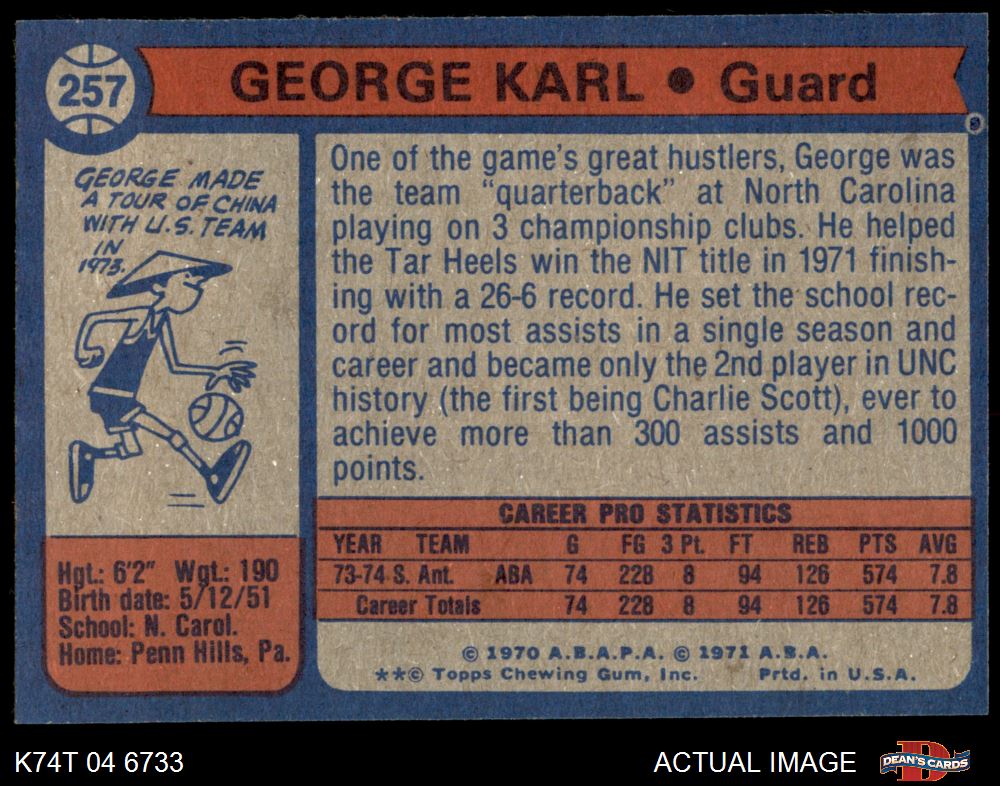 257
GEORGE KARL • Guard
GEORGE MADE
A TOUR OF CHINA
WITH U.S. TEAM
IN
1973.
One of the game's great hustlers, George was
the team "quarterback" at North Carolina
playing on 3 championship clubs. He helped
the Tar Heels win the NIT title in 1971 finish-
ing with a 26-6 record. He set the school rec-
ord for most assists in a single season and
career and became only the 2nd player in UNC
history (the first being Charlie Scott), ever to
achieve more than 300 assists and 1000
points.
Hgt.: 6'2" Wgt.: 190
Birth date: 5/12/51
School: N. Carol.
Home: Penn Hills, Pa.
CAREER PRO STATISTICS
YEAR TEAM G FG 3 Pt. FT REB PTS AVG
73-74 S. Ant. ABA 74 228 8 94 126 574 7.8
Career Totals 74 228 8 94 126 574 7.8
© 1970 A.B.A.P.A. © 1971 A.B.A.
**© Topps Chewing Gum, Inc. Prtd. in U.S.A.
K74T 04 6733 ACTUAL IMAGE
D
DEAN'S CARDS